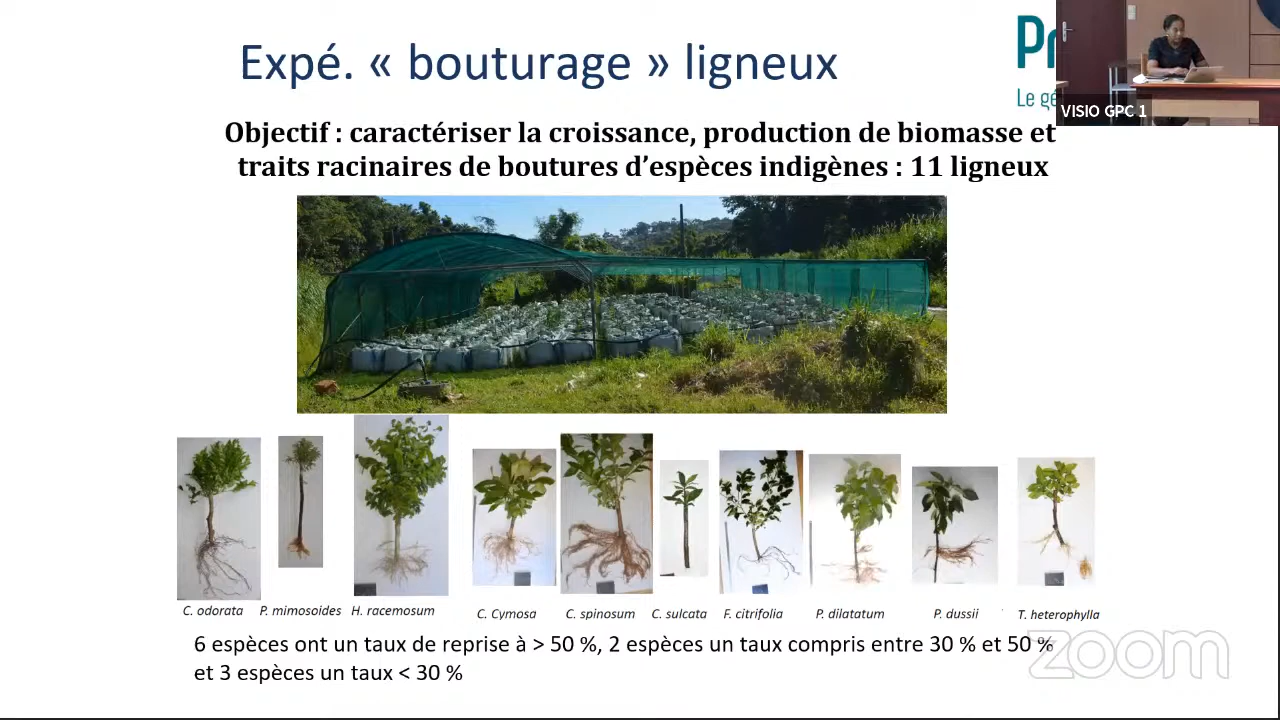 Expé. « bouturage » ligneux
Pr
Le gé
VISIO GPC 1
Objectif : caractériser la croissance, production de biomasse et
traits racinaires de boutures d’espèces indigènes : 11 ligneux
C. odorata P. mimosoides H. racemosum C. Cymosa C. spinosum C. sulcata F. citrifolia P. dilatatum P. dussii T. heterophylla
6 espèces ont un taux de reprise à > 50 %, 2 espèces un taux compris entre 30 % et 50 %
et 3 espèces un taux < 30 %
zoom